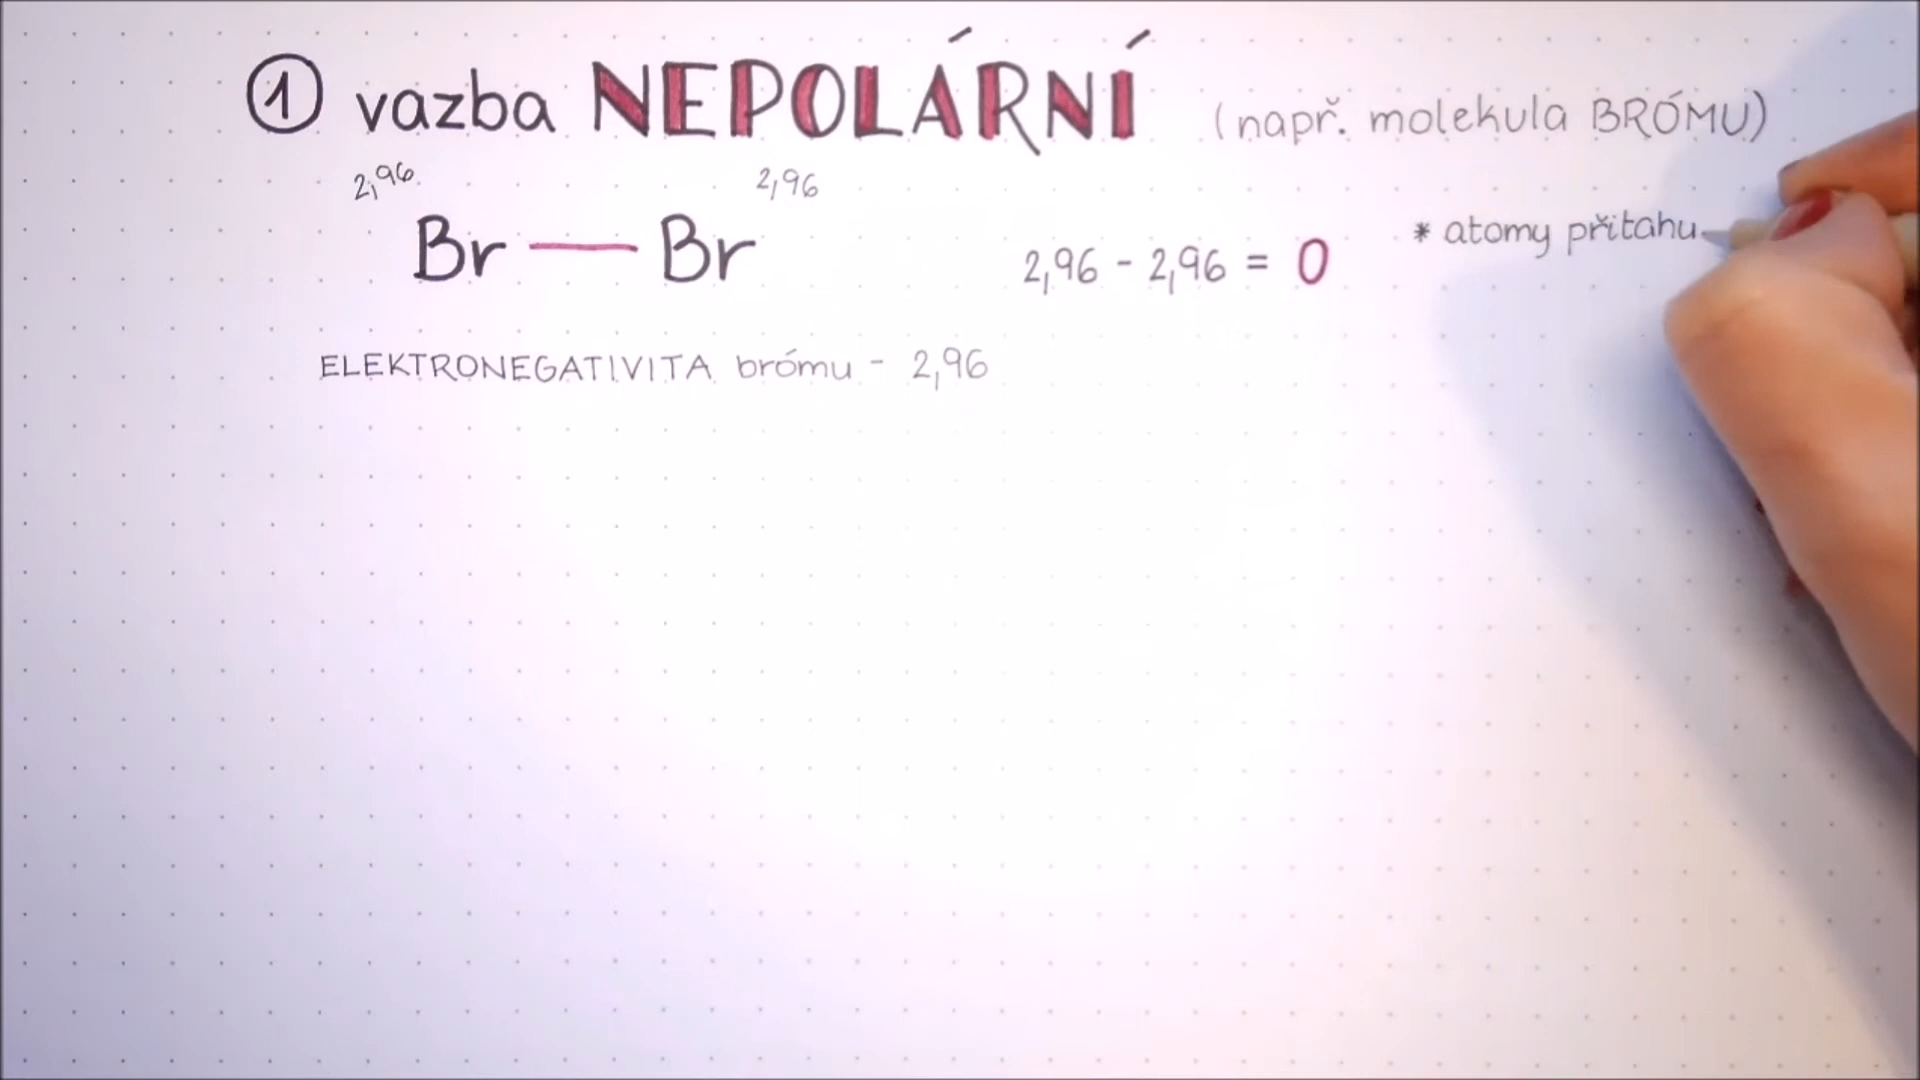 1 vazba NEPOLÁRNÍ (např. molekula BRÓMU)
2,96 2,96
Br — Br
2,96 - 2,96 = 0
* atomy přitahu
ELEKTRONEGATIVITA brómu - 2,96